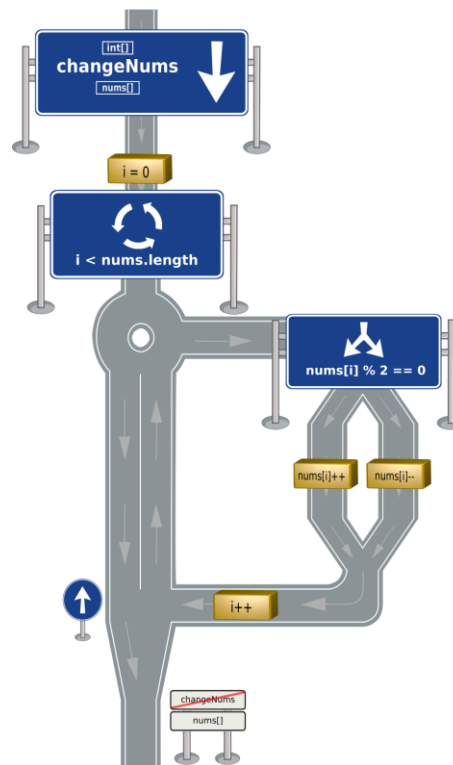 int[]
changeNums
nums[]
i = 0
i < nums.length
nums[i] % 2 == 0
nums[i]++
nums[i]--
i++
changeNums
nums[]